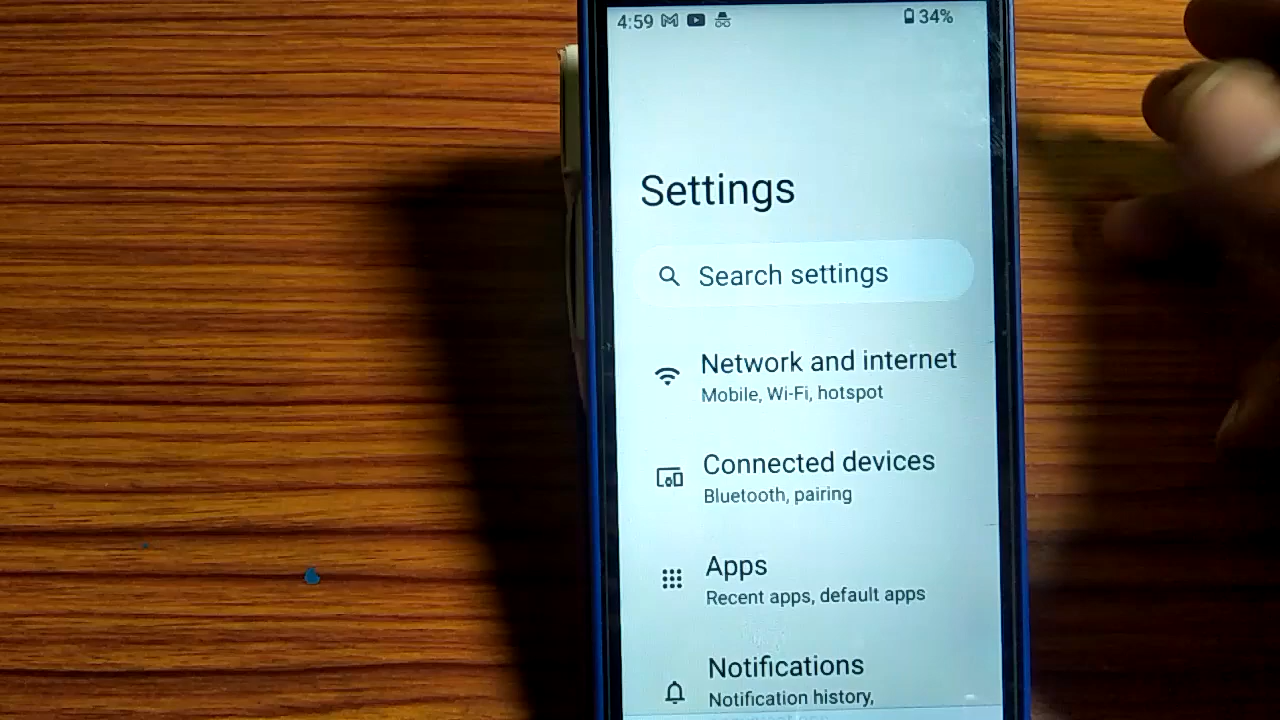 4:59 34%
Settings
Search settings
Network and internet
Mobile, Wi-Fi, hotspot
Connected devices
Bluetooth, pairing
Apps
Recent apps, default apps
Notifications
Notification history,